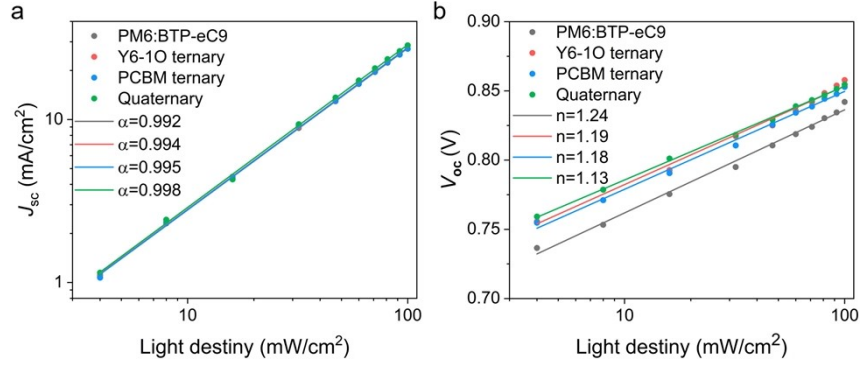 a
PM6:BTP-eC9
Y6-1O ternary
PCBM ternary
Quaternary
α=0.992
α=0.994
α=0.995
α=0.998
10
1
Jsc (mA/cm²)
10
100
Light destiny (mW/cm²)
b
0.90
0.85
0.80
0.75
0.70
Voc (V)
PM6:BTP-eC9
Y6-1O ternary
PCBM ternary
Quaternary
n=1.24
n=1.19
n=1.18
n=1.13
10
100
Light destiny (mW/cm²)